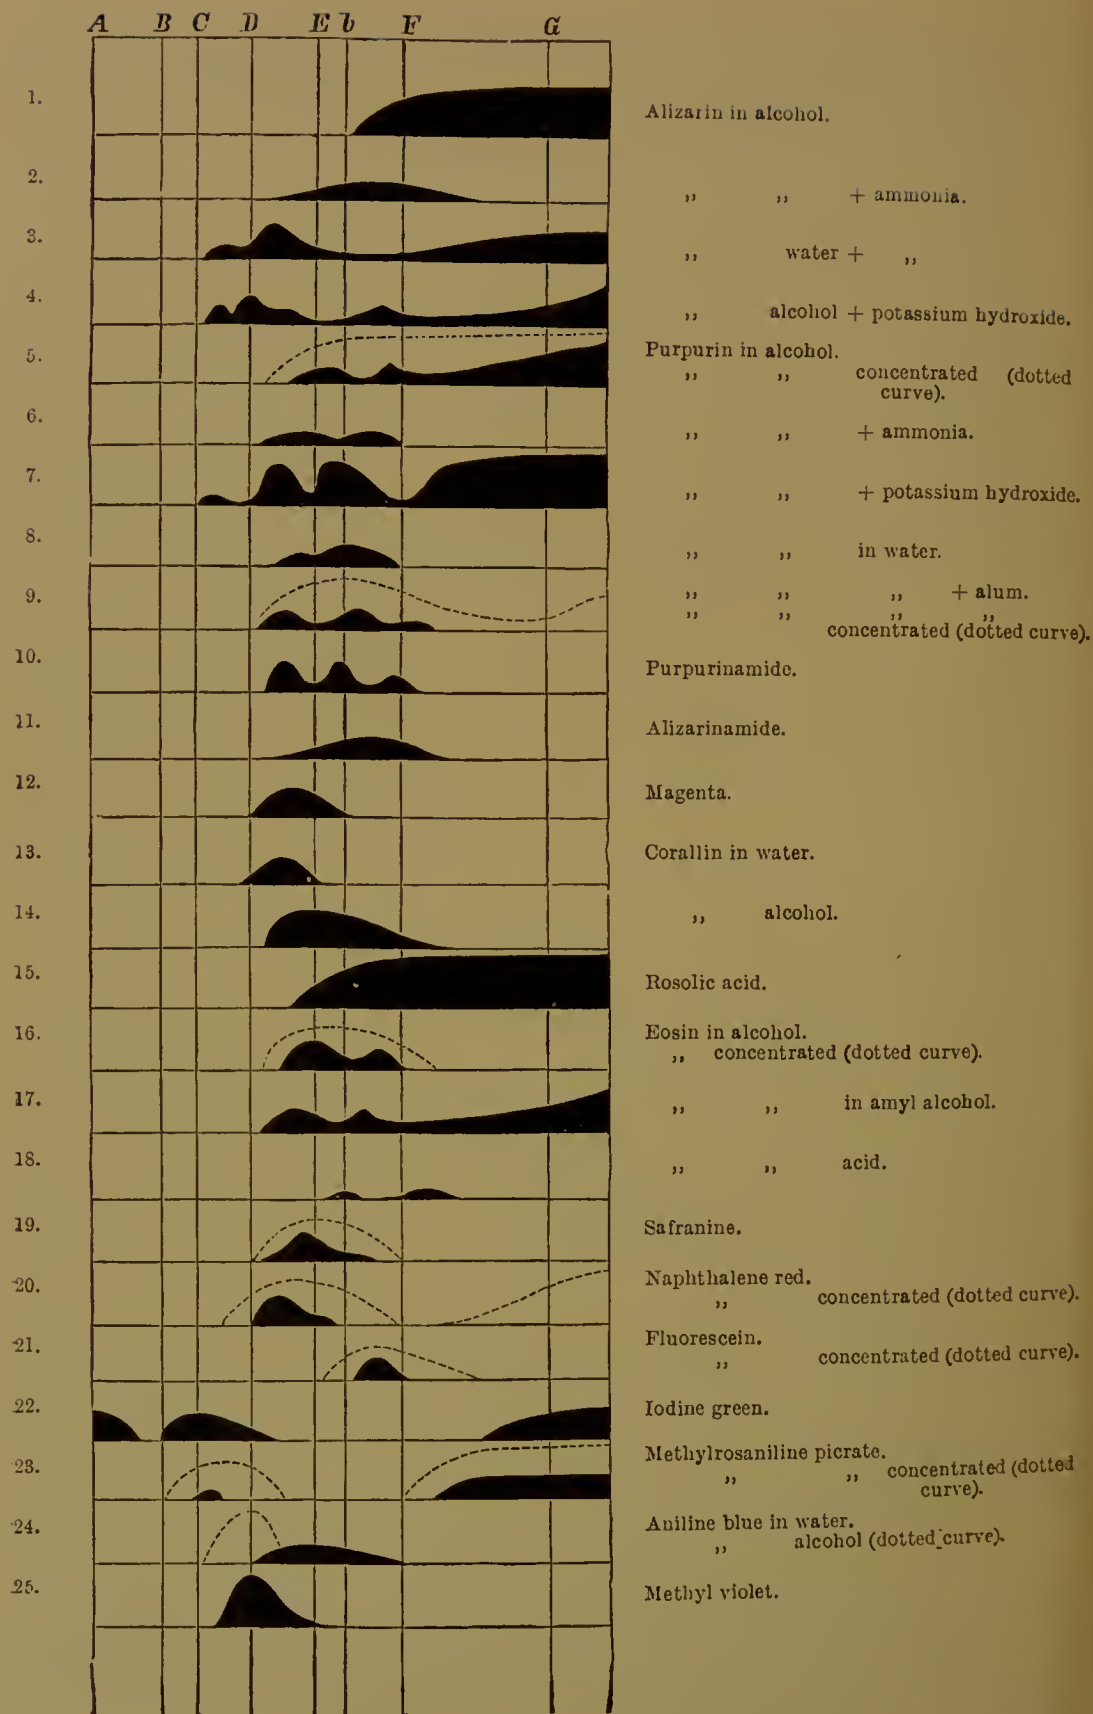 A B C D E b F G
1. Alizarin in alcohol.
2. ,, ,, + ammonia.
3. ,, water + ,,
4. ,, alcohol + potassium hydroxide.
5. Purpurin in alcohol.
,, ,, concentrated (dotted
curve).
6. ,, ,, + ammonia.
7. ,, ,, + potassium hydroxide.
8. ,, ,, in water.
9. ,, ,, ,, + alum.
,, ,, ,, ,,
concentrated (dotted curve).
10. Purpurinamide.
11. Alizarinamide.
12. Magenta.
13. Corallin in water.
14. ,, alcohol.
15. Rosolic acid.
16. Eosin in alcohol.
,, concentrated (dotted curve).
17. ,, ,, in amyl alcohol.
18. ,, ,, acid.
19. Safranine.
20. Naphthalene red.
,, concentrated (dotted curve).
21. Fluorescein.
,, concentrated (dotted curve).
22. Iodine green.
23. Methylrosaniline picrate.
,, ,, concentrated (dotted
curve).
24. Aniline blue in water.
,, alcohol (dotted curve).
25. Methyl violet.